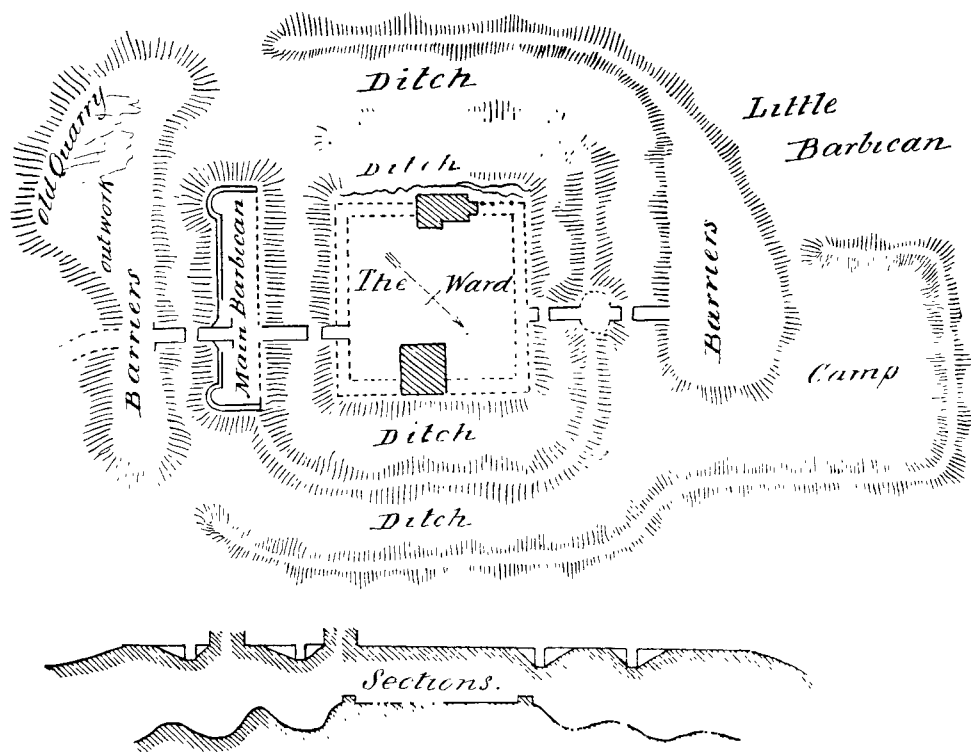 Ditch
Little
Barbican
old Quarry
outwork
Barriers
Main Barbican
Ditch
The Ward
Barriers
Camp
Ditch
Ditch
Sections.